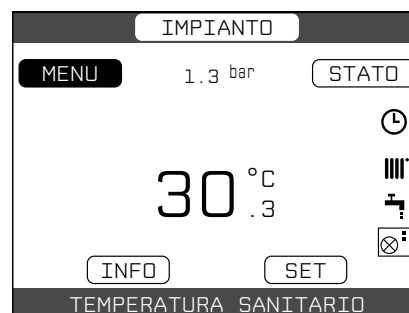 IMPIANTO
MENU 1.3 bar STATO
30.3 °C
INFO SET
TEMPERATURA SANITARIO